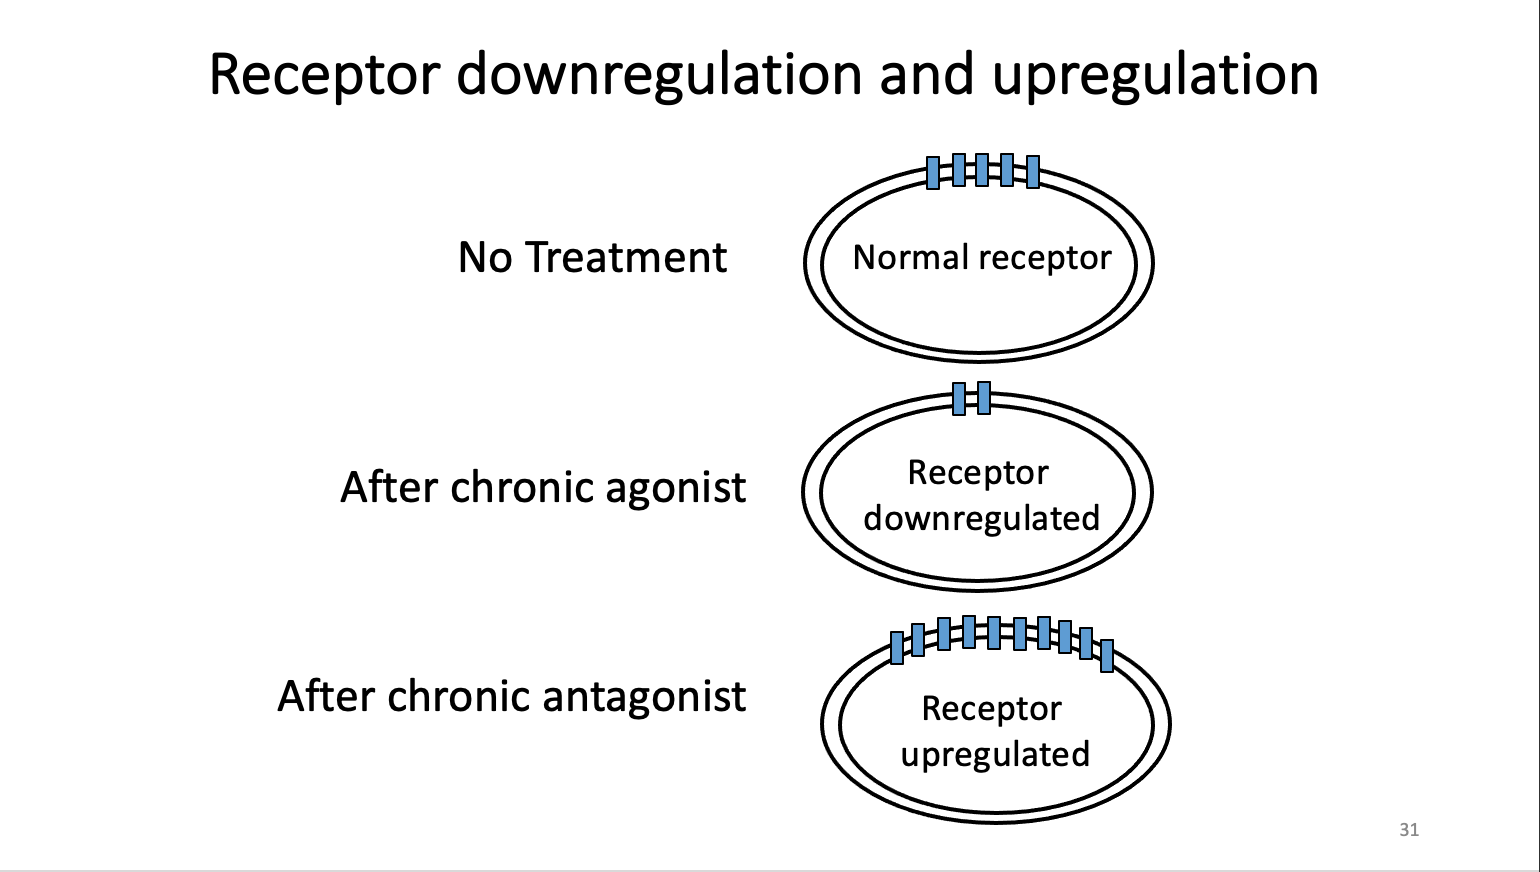 Receptor downregulation and upregulation
No Treatment
Normal receptor
After chronic agonist
Receptor
downregulated
After chronic antagonist
Receptor
upregulated
31